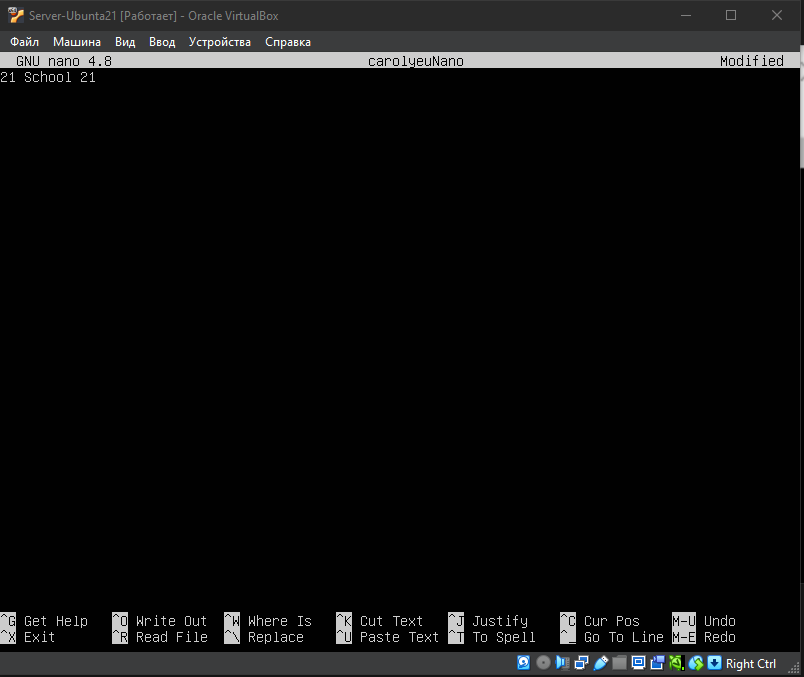 Server-Ubunta21 [Работает] - Oracle VirtualBox
Файл Машина Вид Ввод Устройства Справка
GNU nano 4.8 carolyeuNano Modified
21 School 21
^G Get Help ^O Write Out ^W Where Is ^K Cut Text ^J Justify ^C Cur Pos M-U Undo
^X Exit ^R Read File ^\ Replace ^U Paste Text ^T To Spell ^_ Go To Line M-E Redo
Right Ctrl